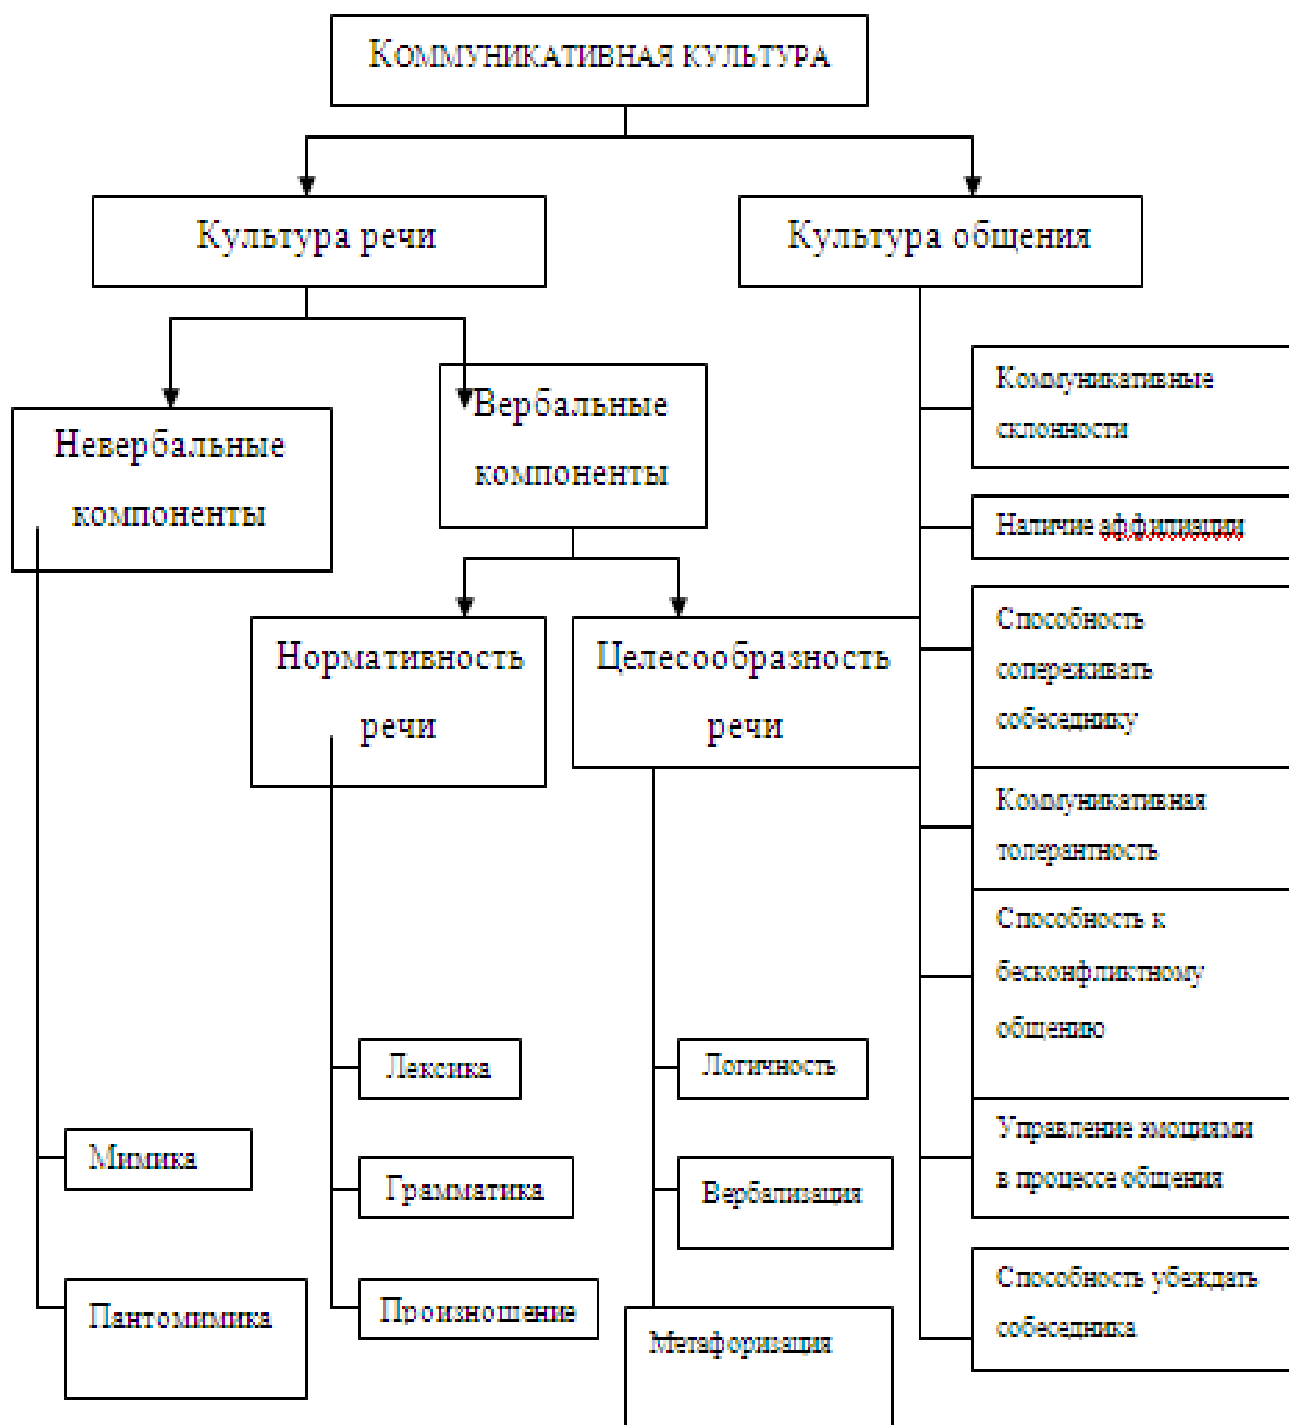 КОММУНИКАТИВНАЯ КУЛЬТУРА
Культура речи
Культура общения
Невербальные
компоненты
Вербальные
компоненты
Нормативность
речи
Целесообразность
речи
Мимика
Пантомимика
Лексика
Грамматика
Произношение
Логичность
Вербализация
Метафоризация
Коммуникативные
склонности
Наличие аффилиации
Способность
сопереживать
собеседнику
Коммуникативная
толерантность
Способность к
бесконфликтному
общению
Управление эмоциями
в процессе общения
Способность убеждать
собеседника